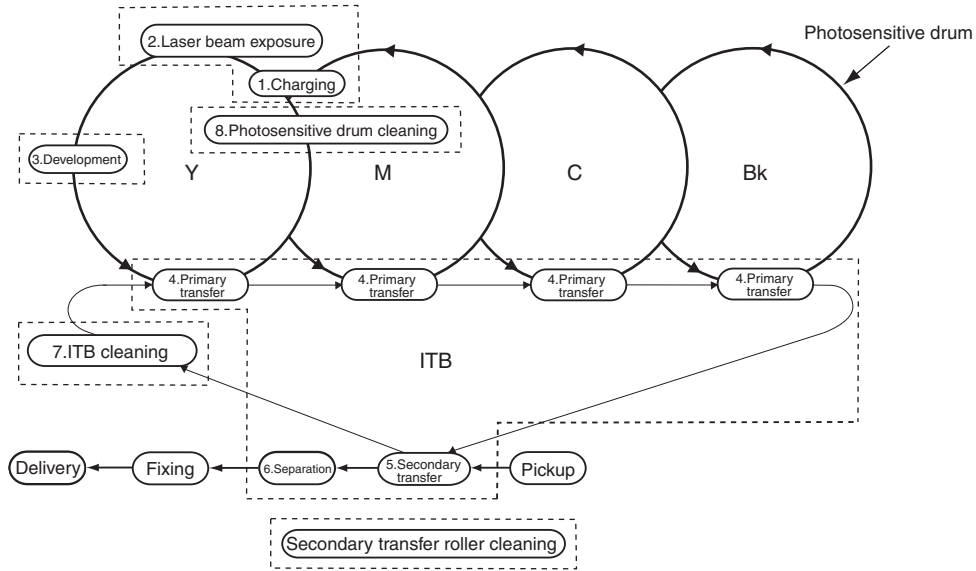 Photosensitive drum
2.Laser beam exposure
1.Charging
8.Photosensitive drum cleaning
3.Development
Y
M
C
Bk
4.Primary
transfer
4.Primary
transfer
4.Primary
transfer
4.Primary
transfer
7.ITB cleaning
ITB
Delivery
Fixing
6.Separation
5.Secondary
transfer
Pickup
Secondary transfer roller cleaning